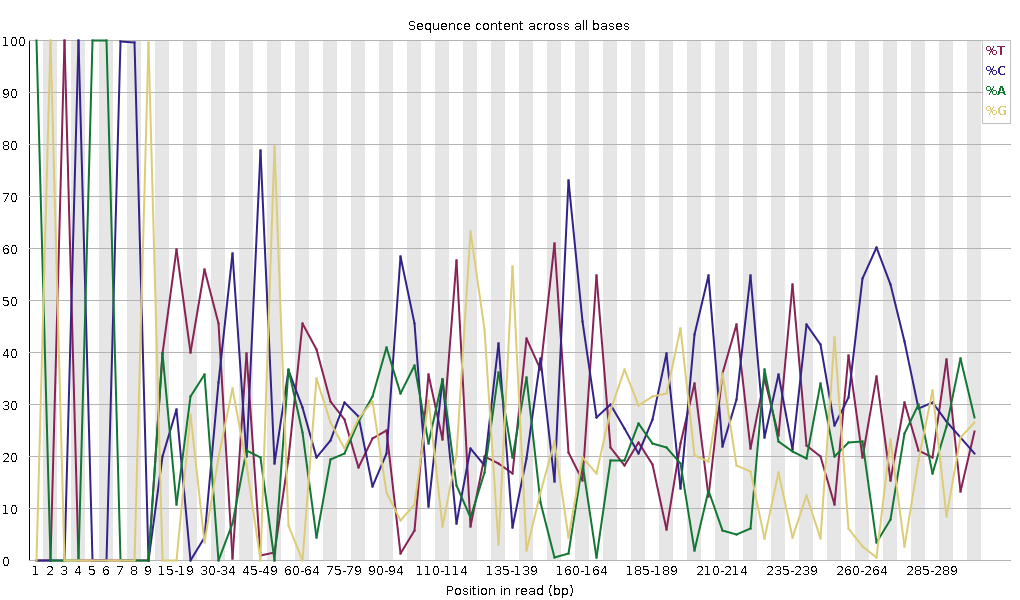 Sequence content across all bases
%T
%C
%A
%G
100
90
80
70
60
50
40
30
20
10
0
1 2 3 4 5 6 7 8 9 15-19 30-34 45-49 60-64 75-79 90-94 110-114 135-139 160-164 185-189 210-214 235-239 260-264 285-289
Position in read (bp)